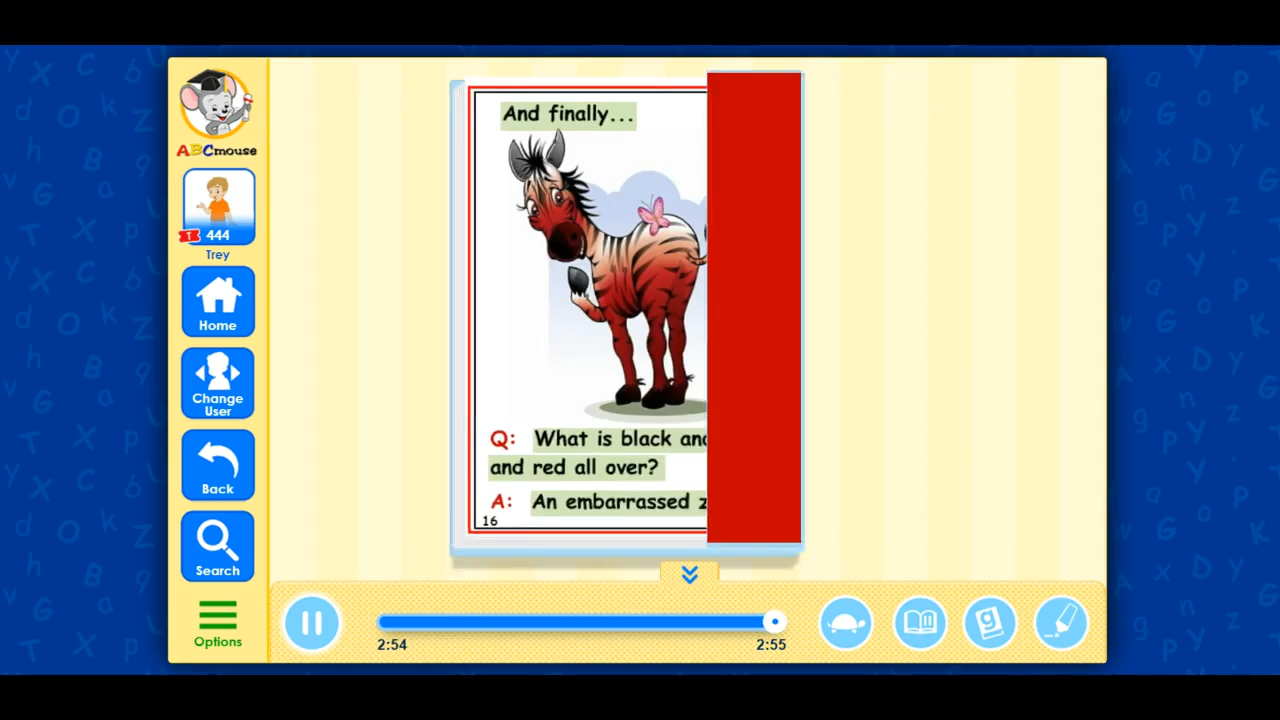 ABCmouse
T 444
Trey
Home
Change
User
Back
Search
Options
And finally...
Q: What is black and
and red all over?
A: An embarrassed z
16
2:54
2:55
g